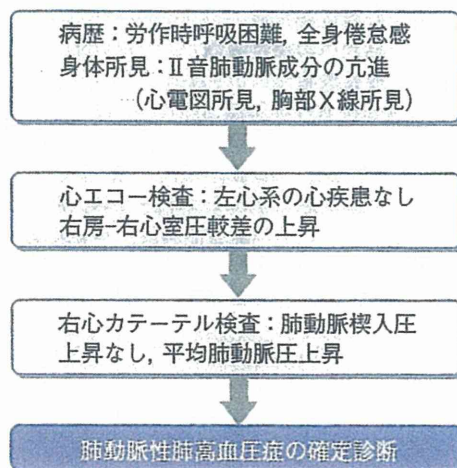 病歴：労作時呼吸困難，全身倦怠感
身体所見：Ⅱ音肺動脈成分の亢進
（心電図所見，胸部X線所見）
心エコー検査：左心系の心疾患なし
右房−右心室圧較差の上昇
右心カテーテル検査：肺動脈楔入圧
上昇なし，平均肺動脈圧上昇
肺動脈性肺高血圧症の確定診断